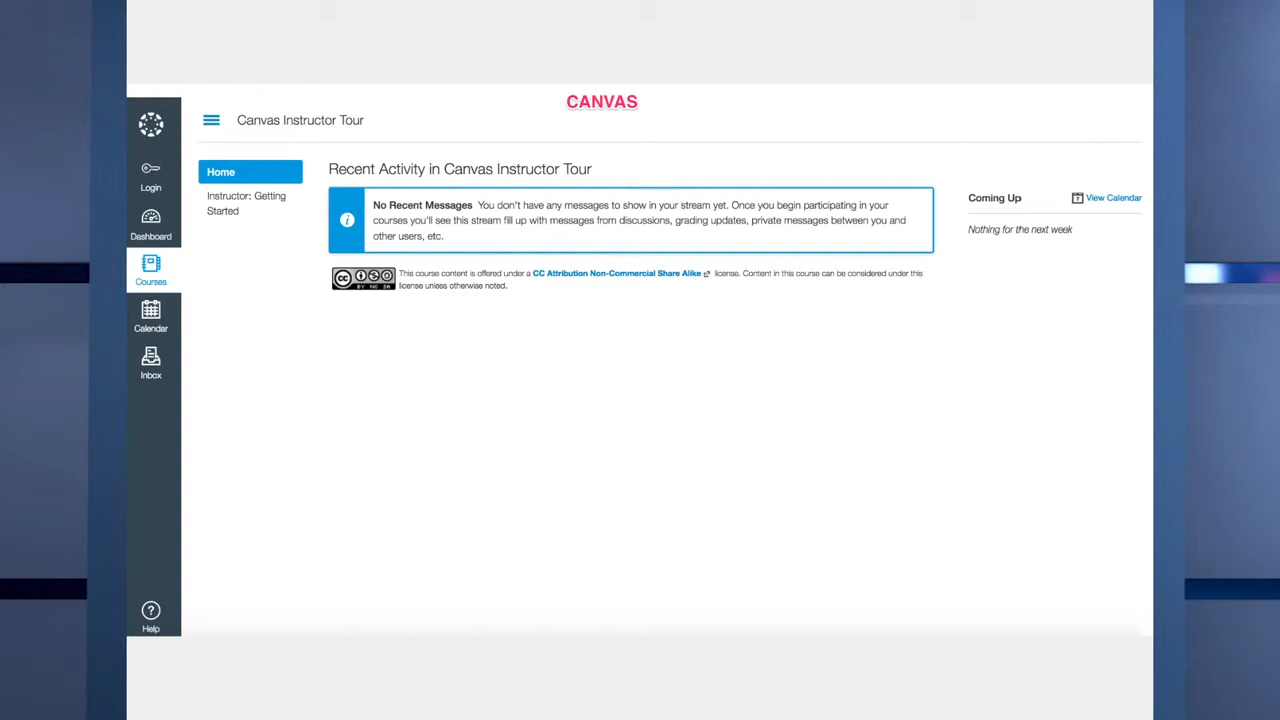 CANVAS
Canvas Instructor Tour
Login
Dashboard
Courses
Calendar
Inbox
Help
Home
Instructor: Getting
Started
Recent Activity in Canvas Instructor Tour
No Recent Messages You don't have any messages to show in your stream yet. Once you begin participating in your
courses you'll see this stream fill up with messages from discussions, grading updates, private messages between you and
other users, etc.
cc BY NC SA
This course content is offered under a CC Attribution Non-Commercial Share Alike license. Content in this course can be considered under this
license unless otherwise noted.
Coming Up
View Calendar
Nothing for the next week